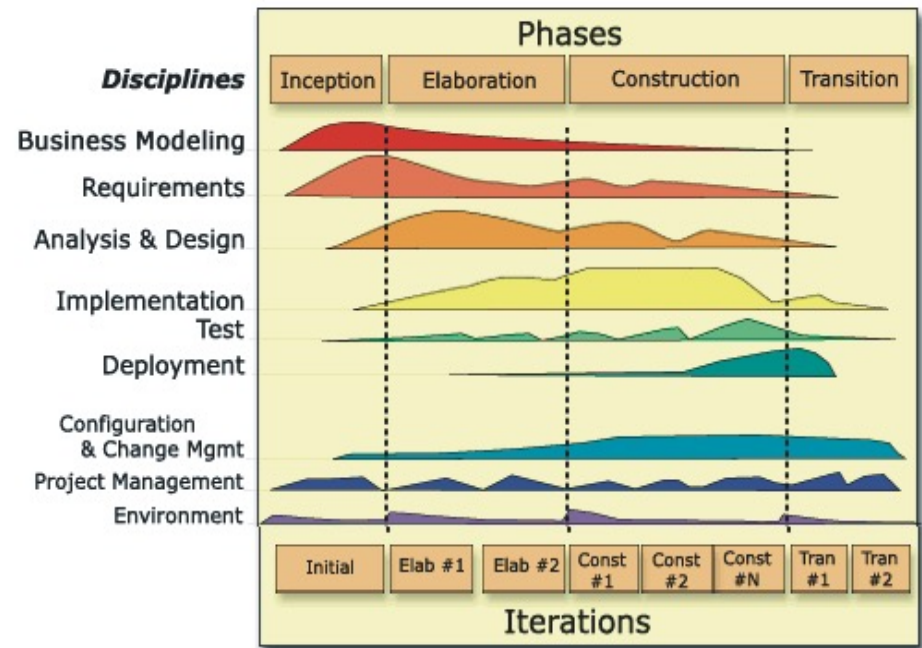 Phases
Disciplines Inception Elaboration Construction Transition
Business Modeling
Requirements
Analysis & Design
Implementation
Test
Deployment
Configuration
& Change Mgmt
Project Management
Environment
Initial Elab #1 Elab #2 Const #1 Const #2 Const #N Tran #1 Tran #2
Iterations